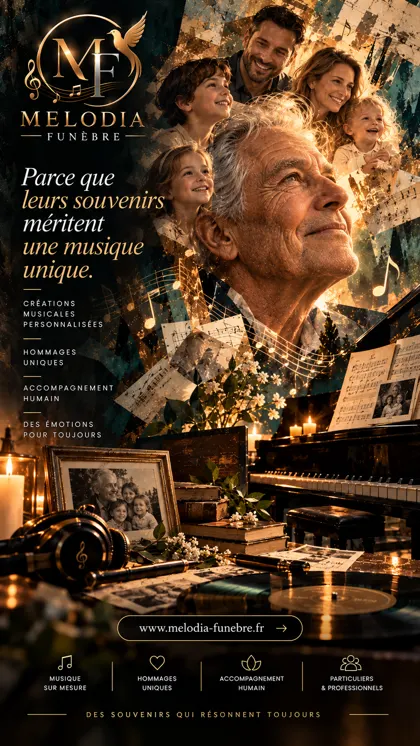 MF
MELODIA
FUNÈBRE
Parce que
leurs souvenirs
méritent
une musique
unique.
CRÉATIONS
MUSICALES
PERSONNALISÉES
HOMMAGES
UNIQUES
ACCOMPAGNEMENT
HUMAIN
DES ÉMOTIONS
POUR TOUJOURS
www.melodia-funebre.fr →
MUSIQUE
SUR MESURE
HOMMAGES
UNIQUES
ACCOMPAGNEMENT
HUMAIN
PARTICULIERS
& PROFESSIONNELS
DES SOUVENIRS QUI RÉSONNENT TOUJOURS